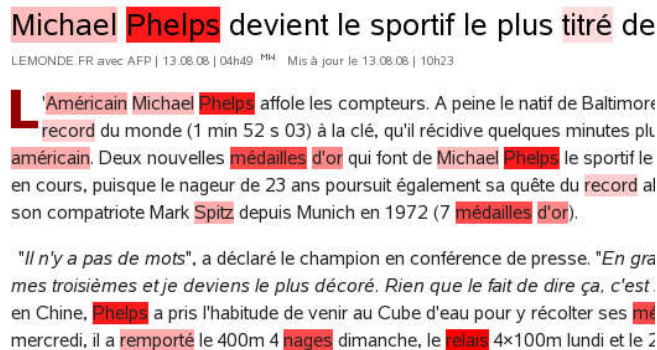 Michael Phelps devient le sportif le plus titré de
LEMONDE.FR avec AFP | 13.08.08 | 04h49 MW Mis à jour le 13.08.08 | 10h23
L'Américain Michael Phelps affole les compteurs. A peine le natif de Baltimore
record du monde (1 min 52 s 03) à la clé, qu'il récidive quelques minutes plu
américain. Deux nouvelles médailles d'or qui font de Michael Phelps le sportif le
en cours, puisque le nageur de 23 ans poursuit également sa quête du record a
son compatriote Mark Spitz depuis Munich en 1972 (7 médailles d'or).
"Il n'y a pas de mots", a déclaré le champion en conférence de presse. "En gra
mes troisièmes et je deviens le plus décoré. Rien que le fait de dire ça, c'est
en Chine, Phelps a pris l'habitude de venir au Cube d'eau pour y récolter ses mé
mercredi, il a remporté le 400m 4 nages dimanche, le relais 4×100m lundi et le 2